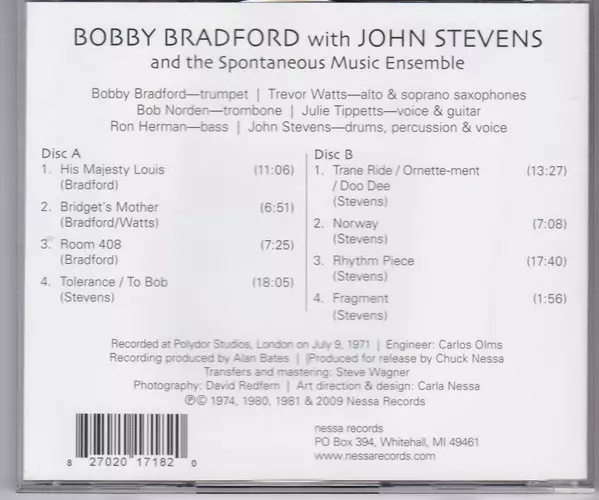 BOBBY BRADFORD with JOHN STEVENS
and the Spontaneous Music Ensemble
Bobby Bradford—trumpet | Trevor Watts—alto & soprano saxophones
Bob Norden—trombone | Julie Tippetts—voice & guitar
Ron Herman—bass | John Stevens—drums, percussion & voice
Disc A
1. His Majesty Louis (11:06)
(Bradford)
2. Bridget's Mother (6:51)
(Bradford/Watts)
3. Room 408 (7:25)
(Bradford)
4. Tolerance / To Bob (18:05)
(Stevens)
Disc B
1. Trane Ride / Ornette-ment (13:27)
/ Doo Dee
(Stevens)
2. Norway (7:08)
(Stevens)
3. Rhythm Piece (17:40)
(Stevens)
4. Fragment (1:56)
(Stevens)
Recorded at Polydor Studios, London on July 9, 1971 | Engineer: Carlos Olms
Recording produced by Alan Bates | Produced for release by Chuck Nessa
Transfers and mastering: Steve Wagner
Photography: David Redfern | Art direction & design: Carla Nessa
℗© 1974, 1980, 1981 & 2009 Nessa Records
nessa records
PO Box 394, Whitehall, MI 49461
www.nessarecords.com
8 27020 17182 0